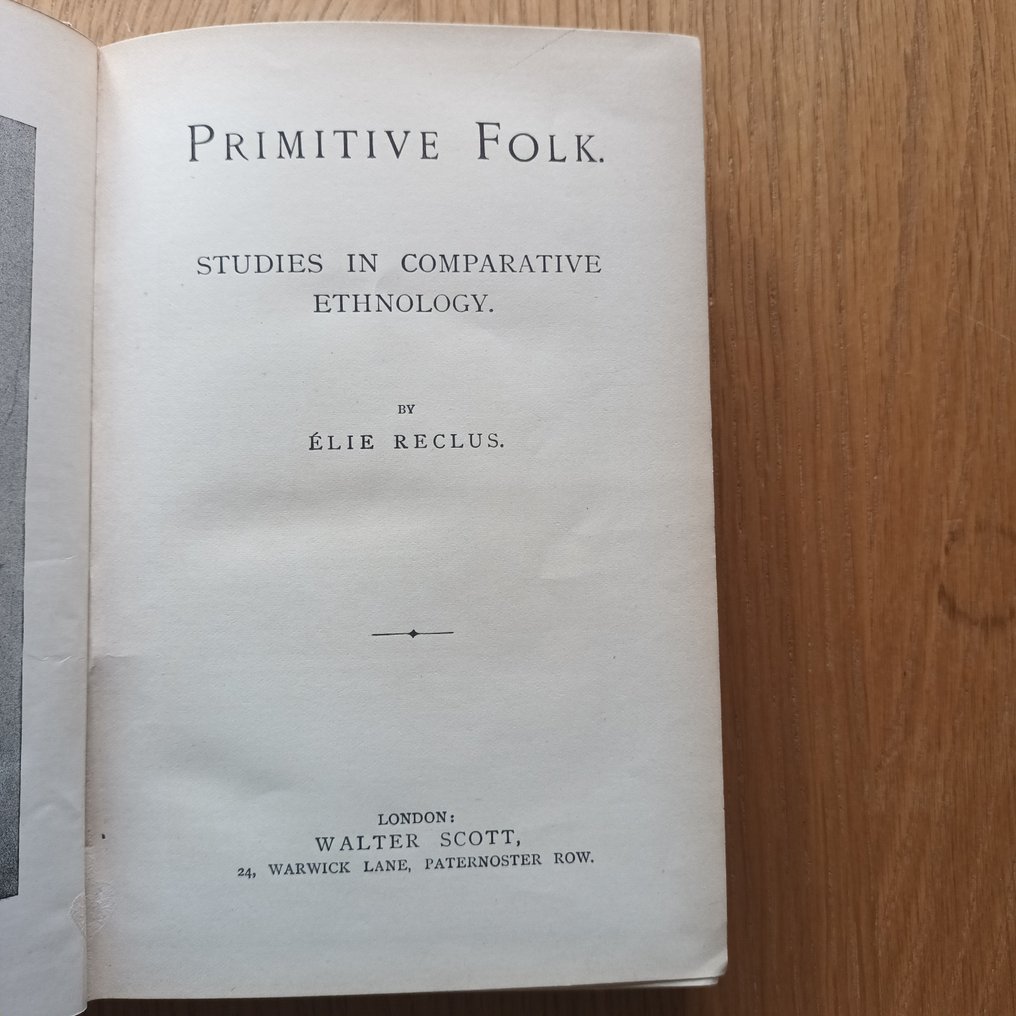 PRIMITIVE FOLK.
STUDIES IN COMPARATIVE
ETHNOLOGY.
BY
ÉLIE RECLUS.
LONDON:
WALTER SCOTT,
24, WARWICK LANE, PATERNOSTER ROW.